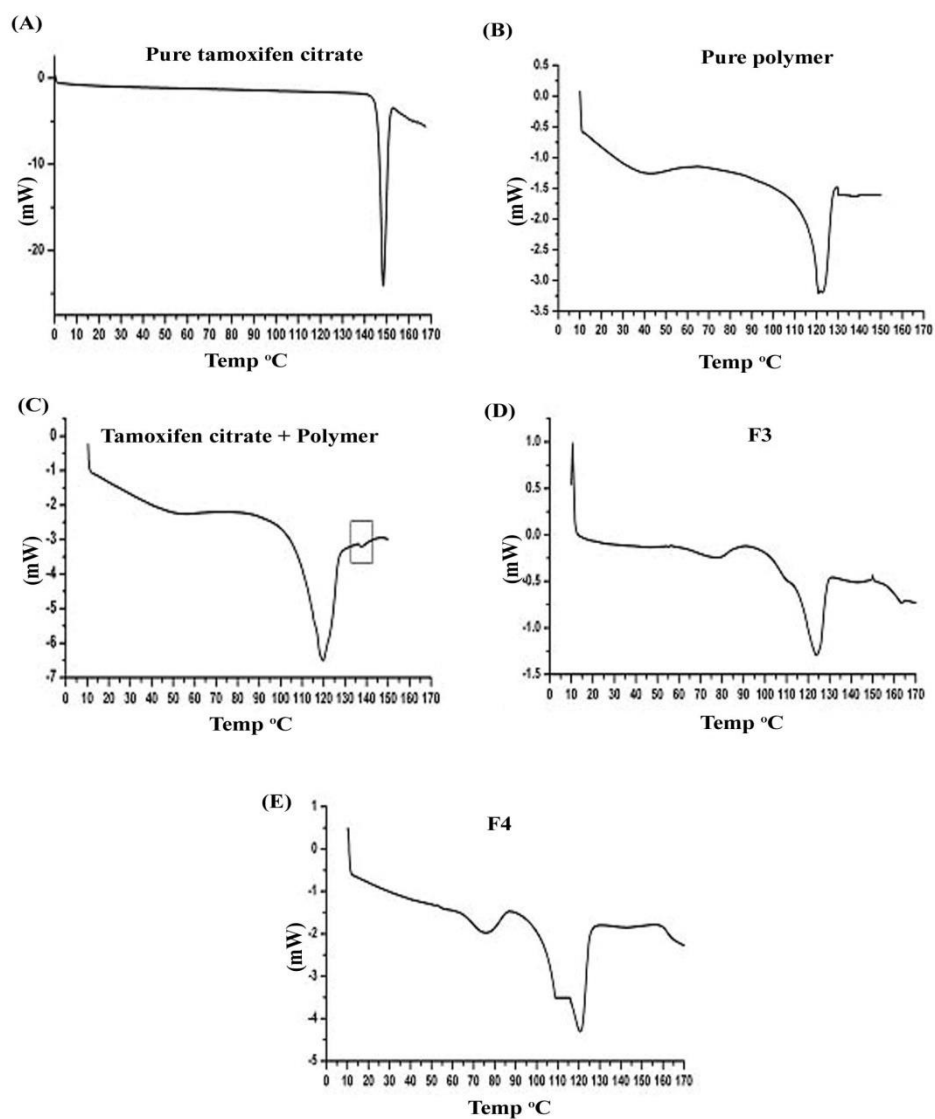 (A)
Pure tamoxifen citrate
0
-10
-20
(mW)
0 10 20 30 40 50 60 70 80 90 100 110 120 130 140 150 160 170
Temp °C
(B)
Pure polymer
0.5
0.0
-0.5
-1.0
-1.5
-2.0
-2.5
-3.0
-3.5
(mW)
0 10 20 30 40 50 60 70 80 90 100 110 120 130 140 150 160 170
Temp °C
(C)
Tamoxifen citrate + Polymer
0
-1
-2
-3
-4
-5
-6
-7
(mW)
0 10 20 30 40 50 60 70 80 90 100 110 120 130 140 150 160 170
Temp °C
(D)
F3
1.0
0.5
0.0
-0.5
-1.0
-1.5
(mW)
0 10 20 30 40 50 60 70 80 90 100 110 120 130 140 150 160 170
Temp °C
(E)
F4
1
0
-1
-2
-3
-4
-5
(mW)
0 10 20 30 40 50 60 70 80 90 100 110 120 130 140 150 160 170
Temp °C